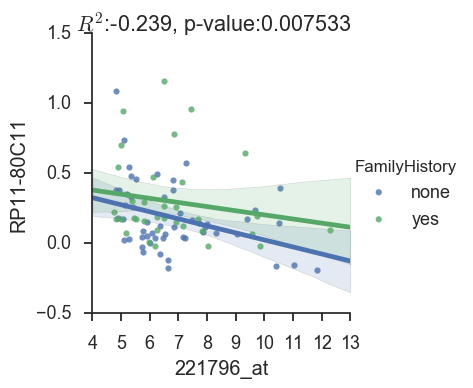 R²:-0.239, p-value:0.007533
1.5
1.0
0.5
0.0
−0.5
RP11-80C11
4 5 6 7 8 9 10 11 12 13
221796_at
FamilyHistory
none
yes